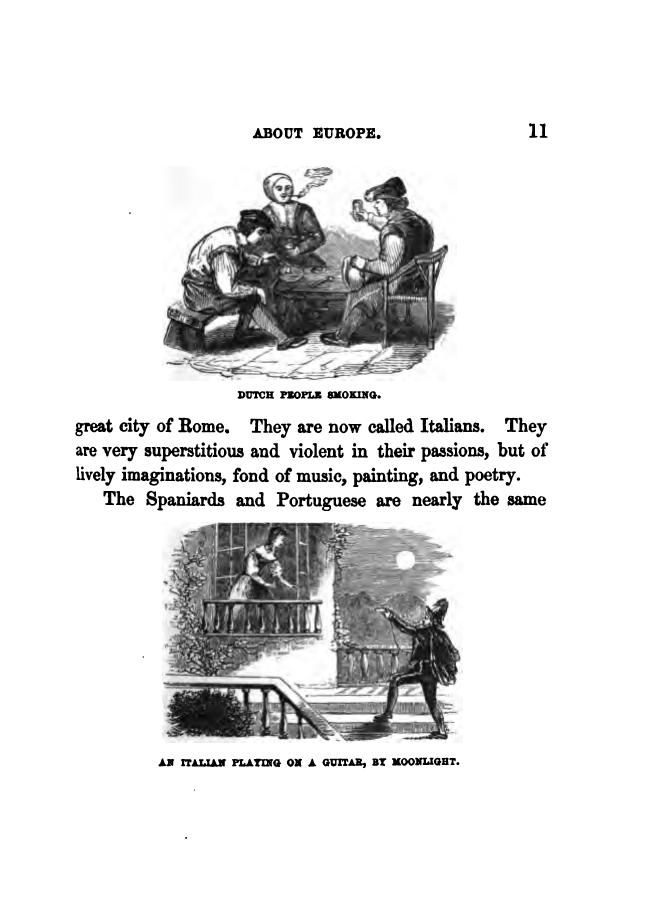 ABOUT EUROPE. 11
DUTCH PEOPLE SMOKING.
great city of Rome. They are now called Italians. They
are very superstitious and violent in their passions, but of
lively imaginations, fond of music, painting, and poetry.
The Spaniards and Portuguese are nearly the same
AN ITALIAN PLAYING ON A GUITAR, BY MOONLIGHT.